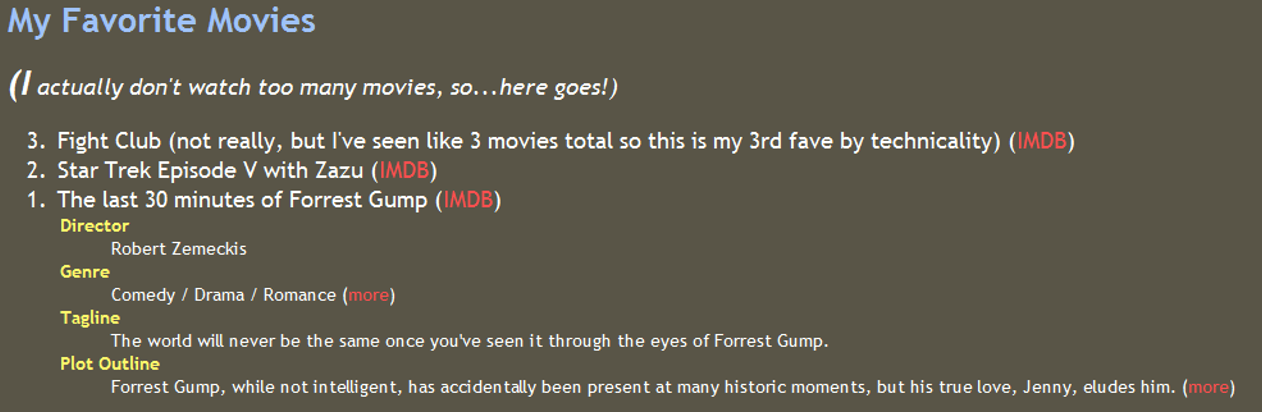 My Favorite Movies
(I actually don't watch too many movies, so...here goes!)
3. Fight Club (not really, but I've seen like 3 movies total so this is my 3rd fave by technicality) (IMDB)
2. Star Trek Episode V with Zazu (IMDB)
1. The last 30 minutes of Forrest Gump (IMDB)
Director
Robert Zemeckis
Genre
Comedy / Drama / Romance (more)
Tagline
The world will never be the same once you've seen it through the eyes of Forrest Gump.
Plot Outline
Forrest Gump, while not intelligent, has accidentally been present at many historic moments, but his true love, Jenny, eludes him. (more)